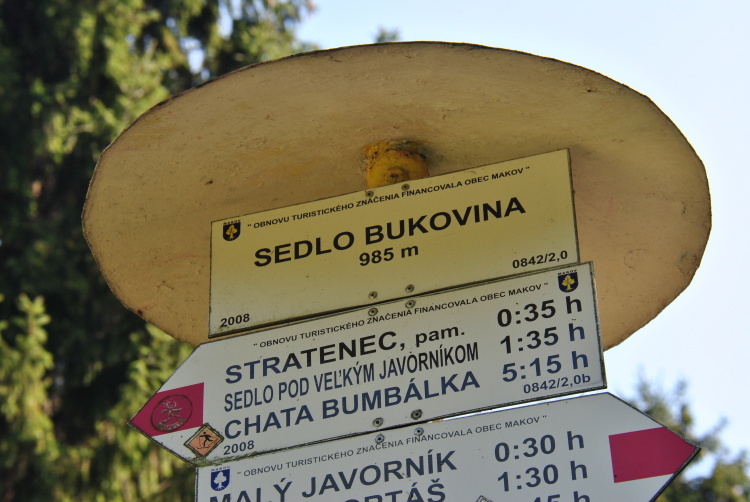 " OBNOVU TURISTICKÉHO ZNAČENIA FINANCOVALA OBEC MAKOV "
MAKOV
SEDLO BUKOVINA
985 m
0842/2,0
2008
" OBNOVU TURISTICKÉHO ZNAČENIA FINANCOVALA OBEC MAKOV "
MAKOV
STRATENEC, pam. 0:35 h
SEDLO POD VEĽKÝM JAVORNÍKOM 1:35 h
CHATA BUMBÁLKA 5:15 h
2008 0842/2,0b
" OBNOVU TURISTICKÉHO ZNAČENIA FINANCOVALA OBEC MAKOV "
MALÝ JAVORNÍK 0:30 h
1:30 h
h